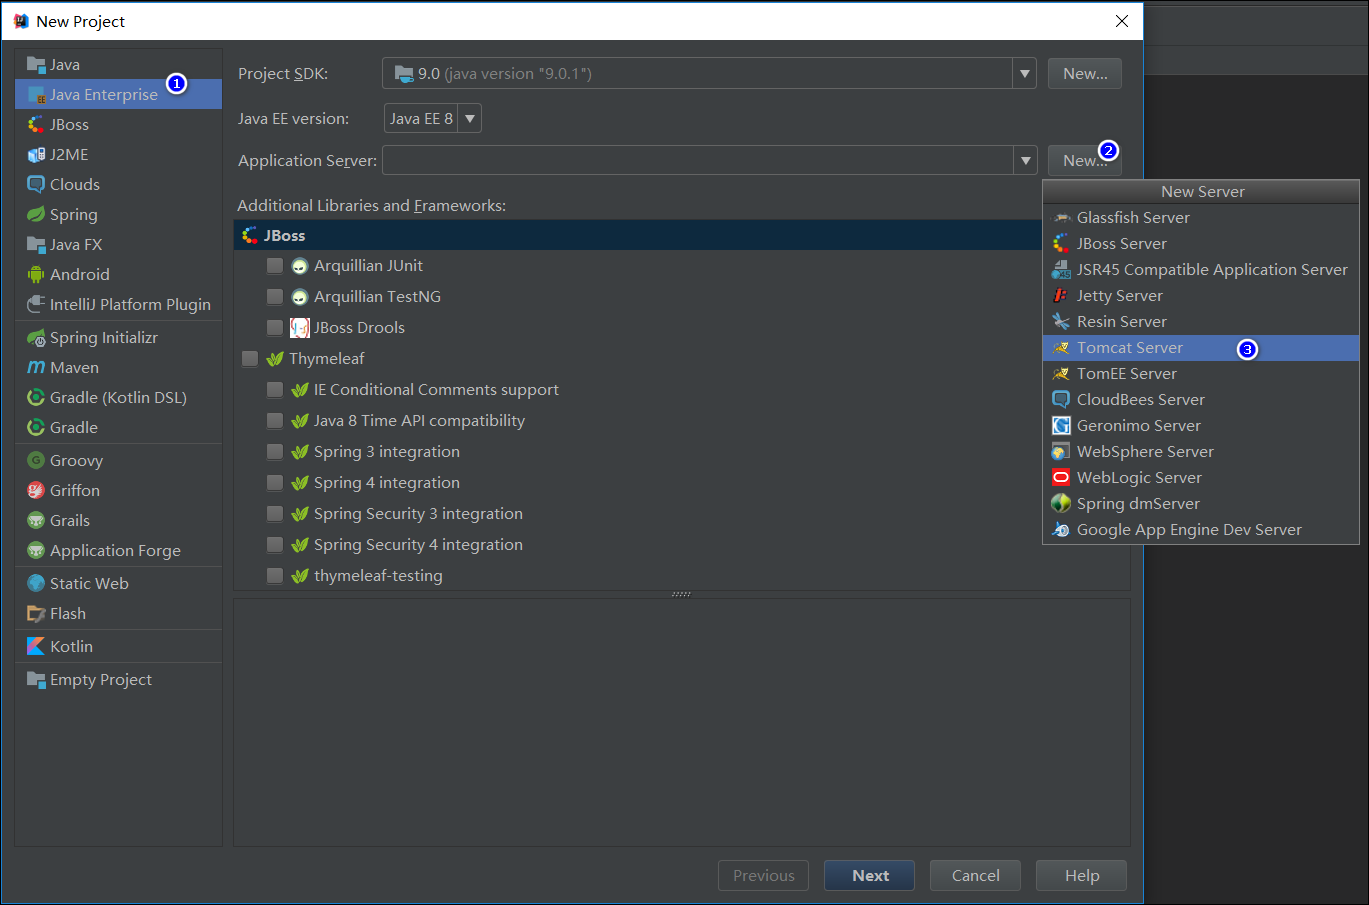 New Project
Java
Java Enterprise
1
JBoss
J2ME
Clouds
Spring
Java FX
Android
IntelliJ Platform Plugin
Spring Initializr
Maven
Gradle (Kotlin DSL)
Gradle
Groovy
Griffon
Grails
Application Forge
Static Web
Flash
Kotlin
Empty Project
Project SDK: 9.0 (java version "9.0.1") New...
Java EE version: Java EE 8
Application Server: New... 2
Additional Libraries and Frameworks:
JBoss
Arquillian JUnit
Arquillian TestNG
JBoss Drools
Thymeleaf
IE Conditional Comments support
Java 8 Time API compatibility
Spring 3 integration
Spring 4 integration
Spring Security 3 integration
Spring Security 4 integration
thymeleaf-testing
New Server
Glassfish Server
JBoss Server
JSR45 Compatible Application Server
Jetty Server
Resin Server
Tomcat Server 3
TomEE Server
CloudBees Server
Geronimo Server
WebSphere Server
WebLogic Server
Spring dmServer
Google App Engine Dev Server
Previous Next Cancel Help